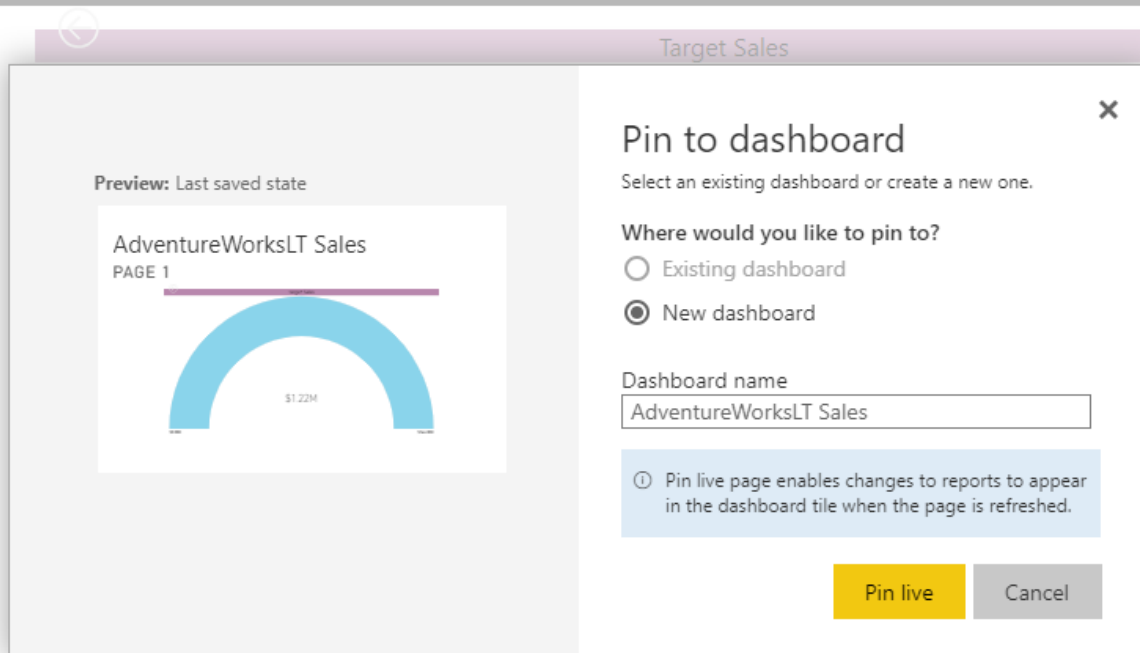 Target Sales
Pin to dashboard
Select an existing dashboard or create a new one.
Preview: Last saved state
Where would you like to pin to?
AdventureWorksLT Sales
PAGE 1
Existing dashboard
New dashboard
$1.22M
Dashboard name
AdventureWorksLT Sales
Pin live page enables changes to reports to appear
in the dashboard tile when the page is refreshed.
Pin live
Cancel